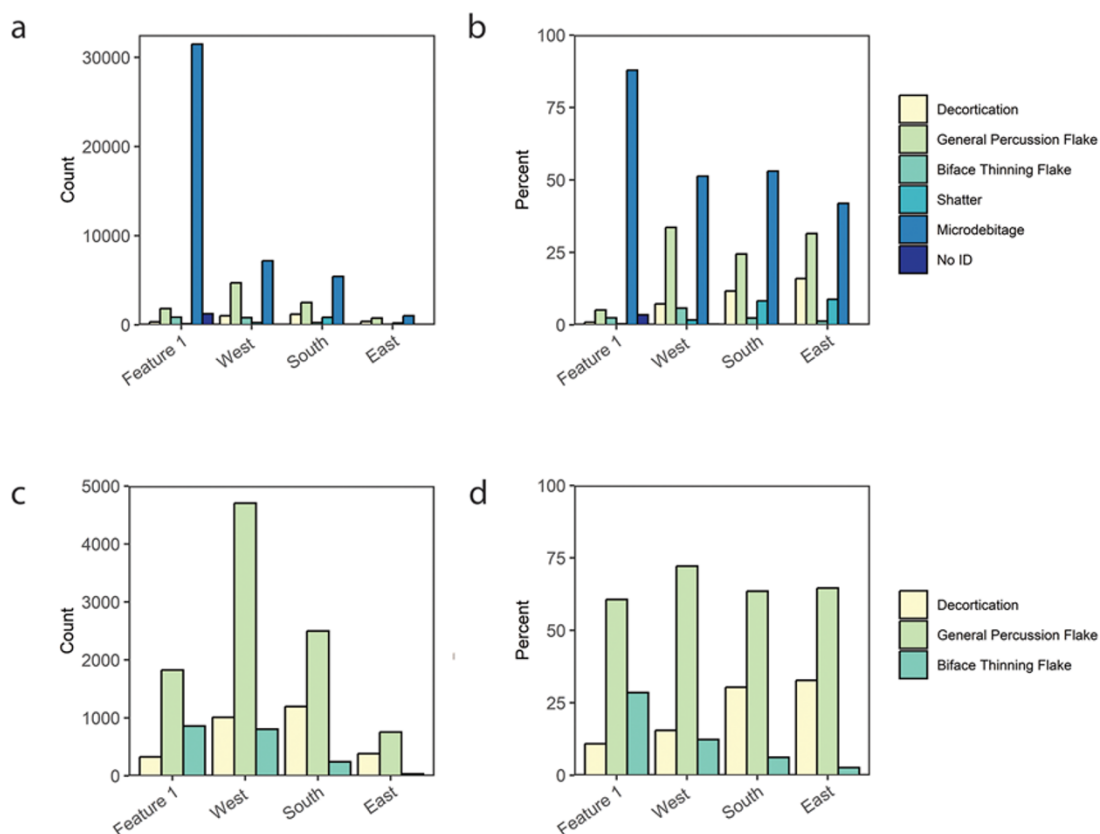 a
Count
30000
20000
10000
0
Feature 1
West
South
East
b
Percent
100
75
50
25
0
Feature 1
West
South
East
Decortication
General Percussion Flake
Biface Thinning Flake
Shatter
Microdebitage
No ID
c
Count
5000
4000
3000
2000
1000
0
Feature 1
West
South
East
d
Percent
100
75
50
25
0
Feature 1
West
South
East
Decortication
General Percussion Flake
Biface Thinning Flake